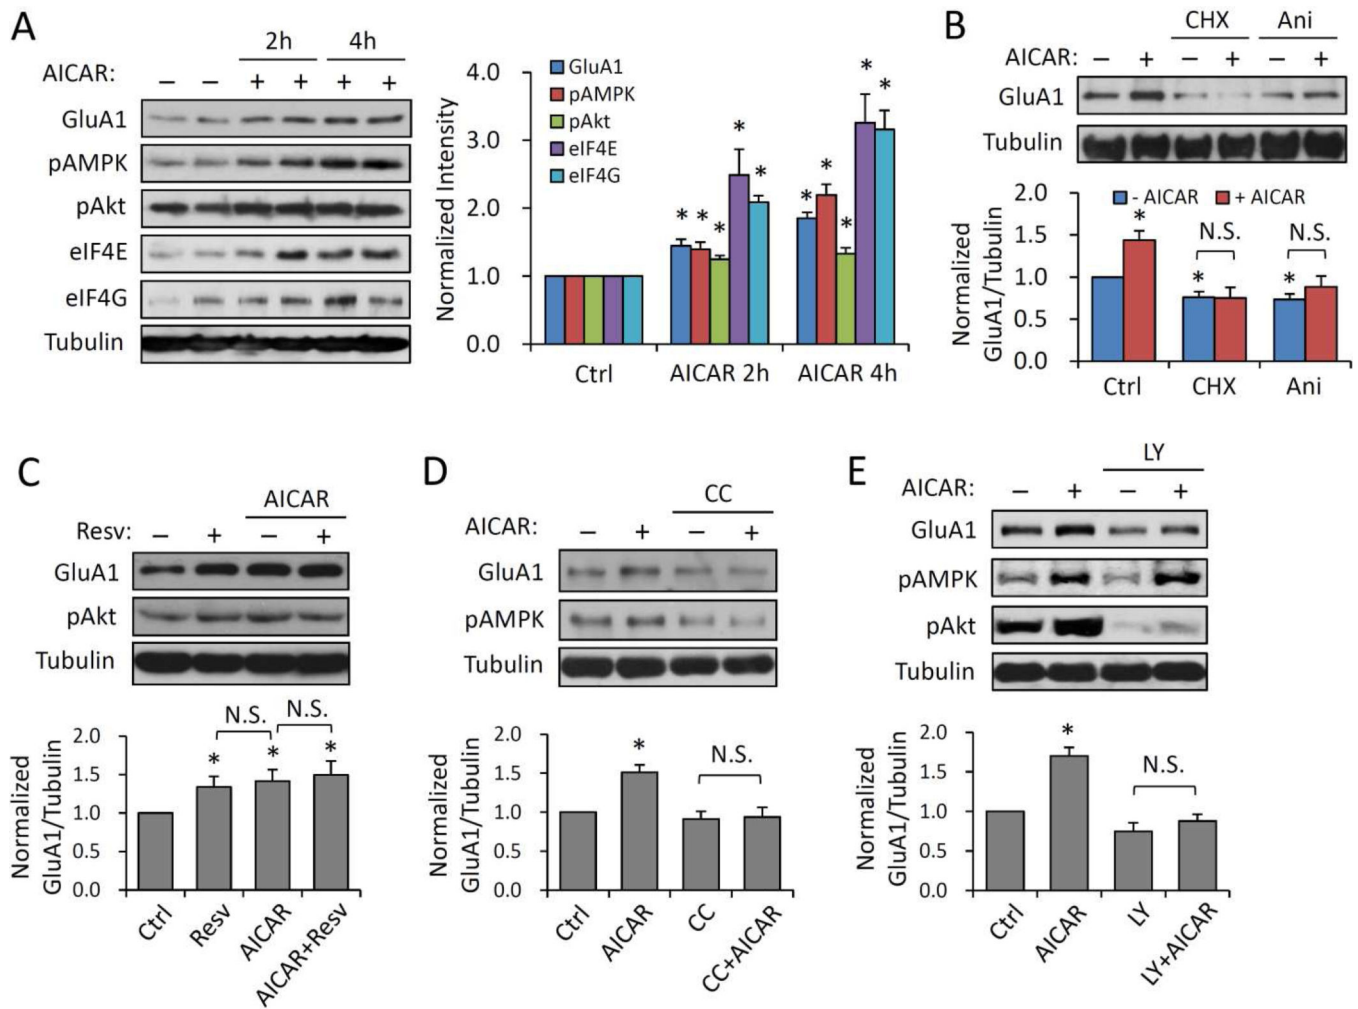 A
2h 4h
AICAR: – – + + + +
GluA1
pAMPK
pAkt
eIF4E
eIF4G
Tubulin
Normalized Intensity
4.0
3.0
2.0
1.0
0.0
GluA1
pAMPK
pAkt
eIF4E
eIF4G
* * * * *
* * * * *
Ctrl AICAR 2h AICAR 4h
B
CHX Ani
AICAR: – + – + – +
GluA1
Tubulin
Normalized
GluA1/Tubulin
2.0
1.5
1.0
0.5
0.0
- AICAR + AICAR
* * *
N.S. N.S.
Ctrl CHX Ani
C
AICAR
Resv: – + – +
GluA1
pAkt
Tubulin
Normalized
GluA1/Tubulin
2.0
1.5
1.0
0.5
0.0
N.S. N.S.
* * *
Ctrl Resv AICAR AICAR+Resv
D
CC
AICAR: – + – +
GluA1
pAMPK
Tubulin
Normalized
GluA1/Tubulin
2.0
1.5
1.0
0.5
0.0
* N.S.
Ctrl AICAR CC CC+AICAR
E
LY
AICAR: – + – +
GluA1
pAMPK
pAkt
Tubulin
Normalized
GluA1/Tubulin
2.0
1.5
1.0
0.5
0.0
* N.S.
Ctrl AICAR LY LY+AICAR